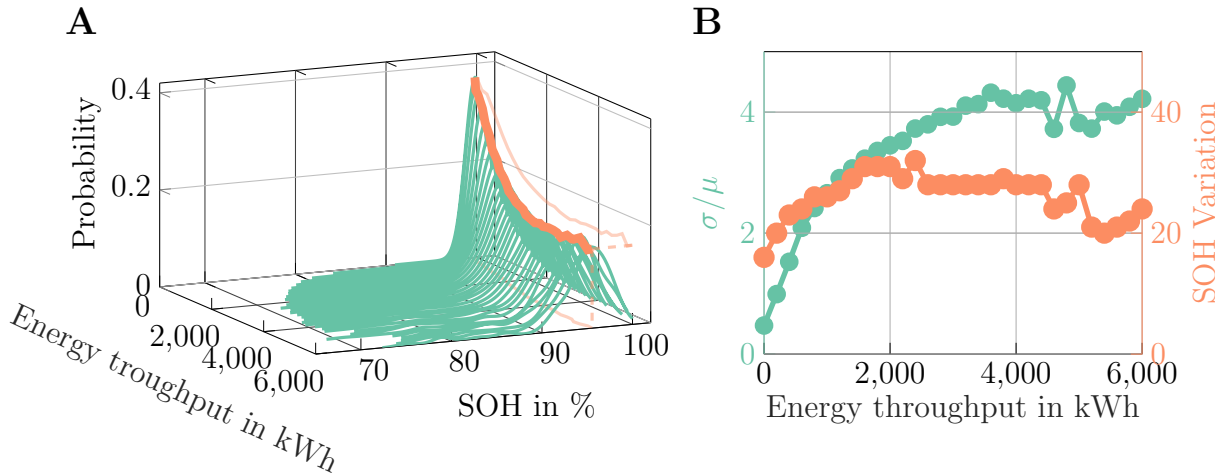 A
Probability
0.4
0.2
0
0
2,000
4,000
6,000
Energy troughput in kWh
70
80
90
100
SOH in %
B
σ/μ
4
2
0
40
20
0
SOH Variation
0
2,000
4,000
6,000
Energy throughput in kWh